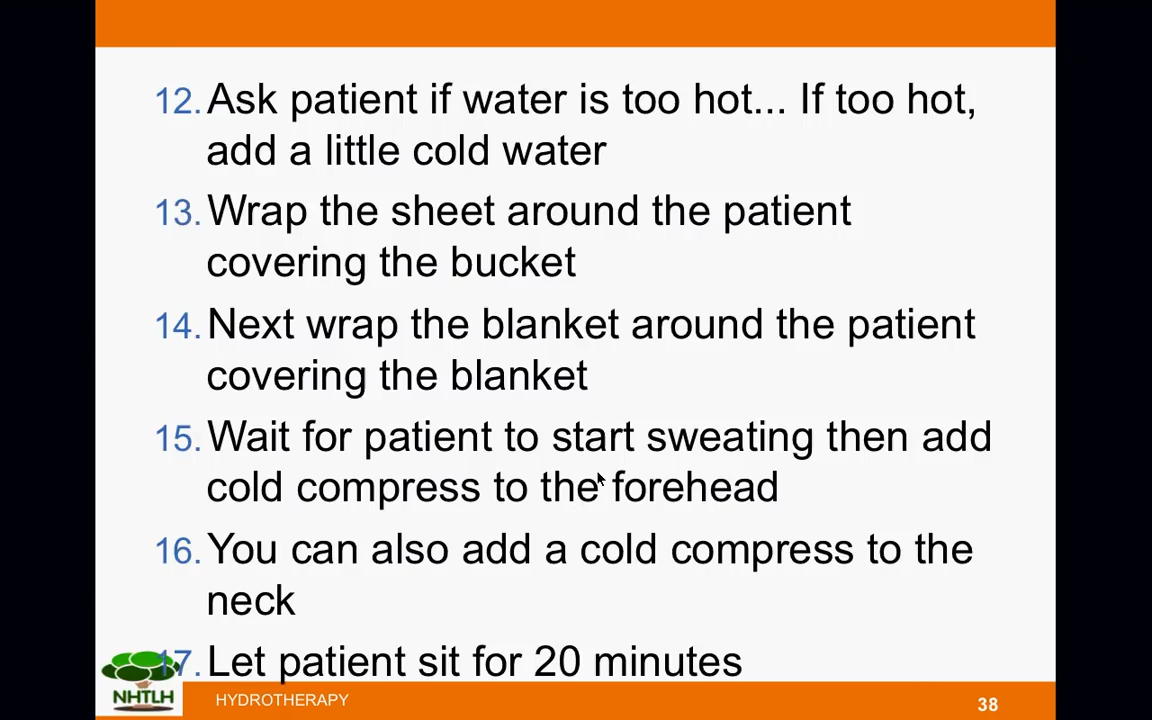 12. Ask patient if water is too hot... If too hot,
add a little cold water
13. Wrap the sheet around the patient
covering the bucket
14. Next wrap the blanket around the patient
covering the blanket
15. Wait for patient to start sweating then add
cold compress to the forehead
16. You can also add a cold compress to the
neck
17. Let patient sit for 20 minutes
NHTLH
HYDROTHERAPY
38